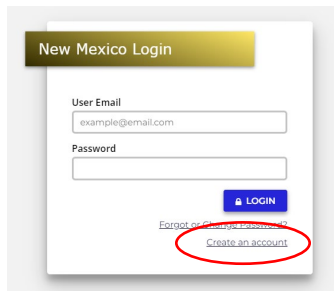 New Mexico Login
User Email
example@email.com
Password
LOGIN
Forgot or Change Password?
Create an account